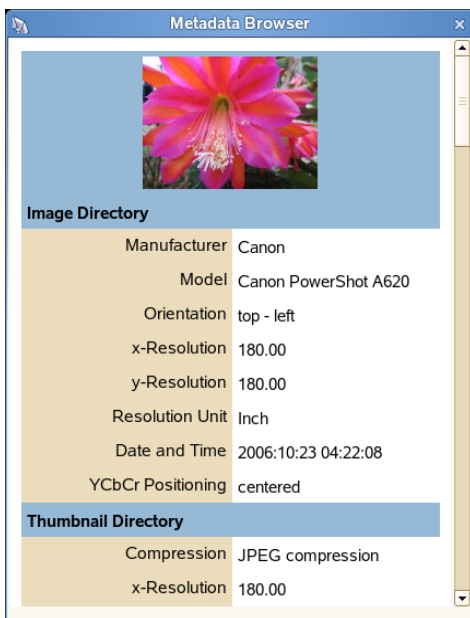 Metadata Browser
Image Directory
Manufacturer Canon
Model Canon PowerShot A620
Orientation top - left
x-Resolution 180.00
y-Resolution 180.00
Resolution Unit Inch
Date and Time 2006:10:23 04:22:08
YCbCr Positioning centered
Thumbnail Directory
Compression JPEG compression
x-Resolution 180.00